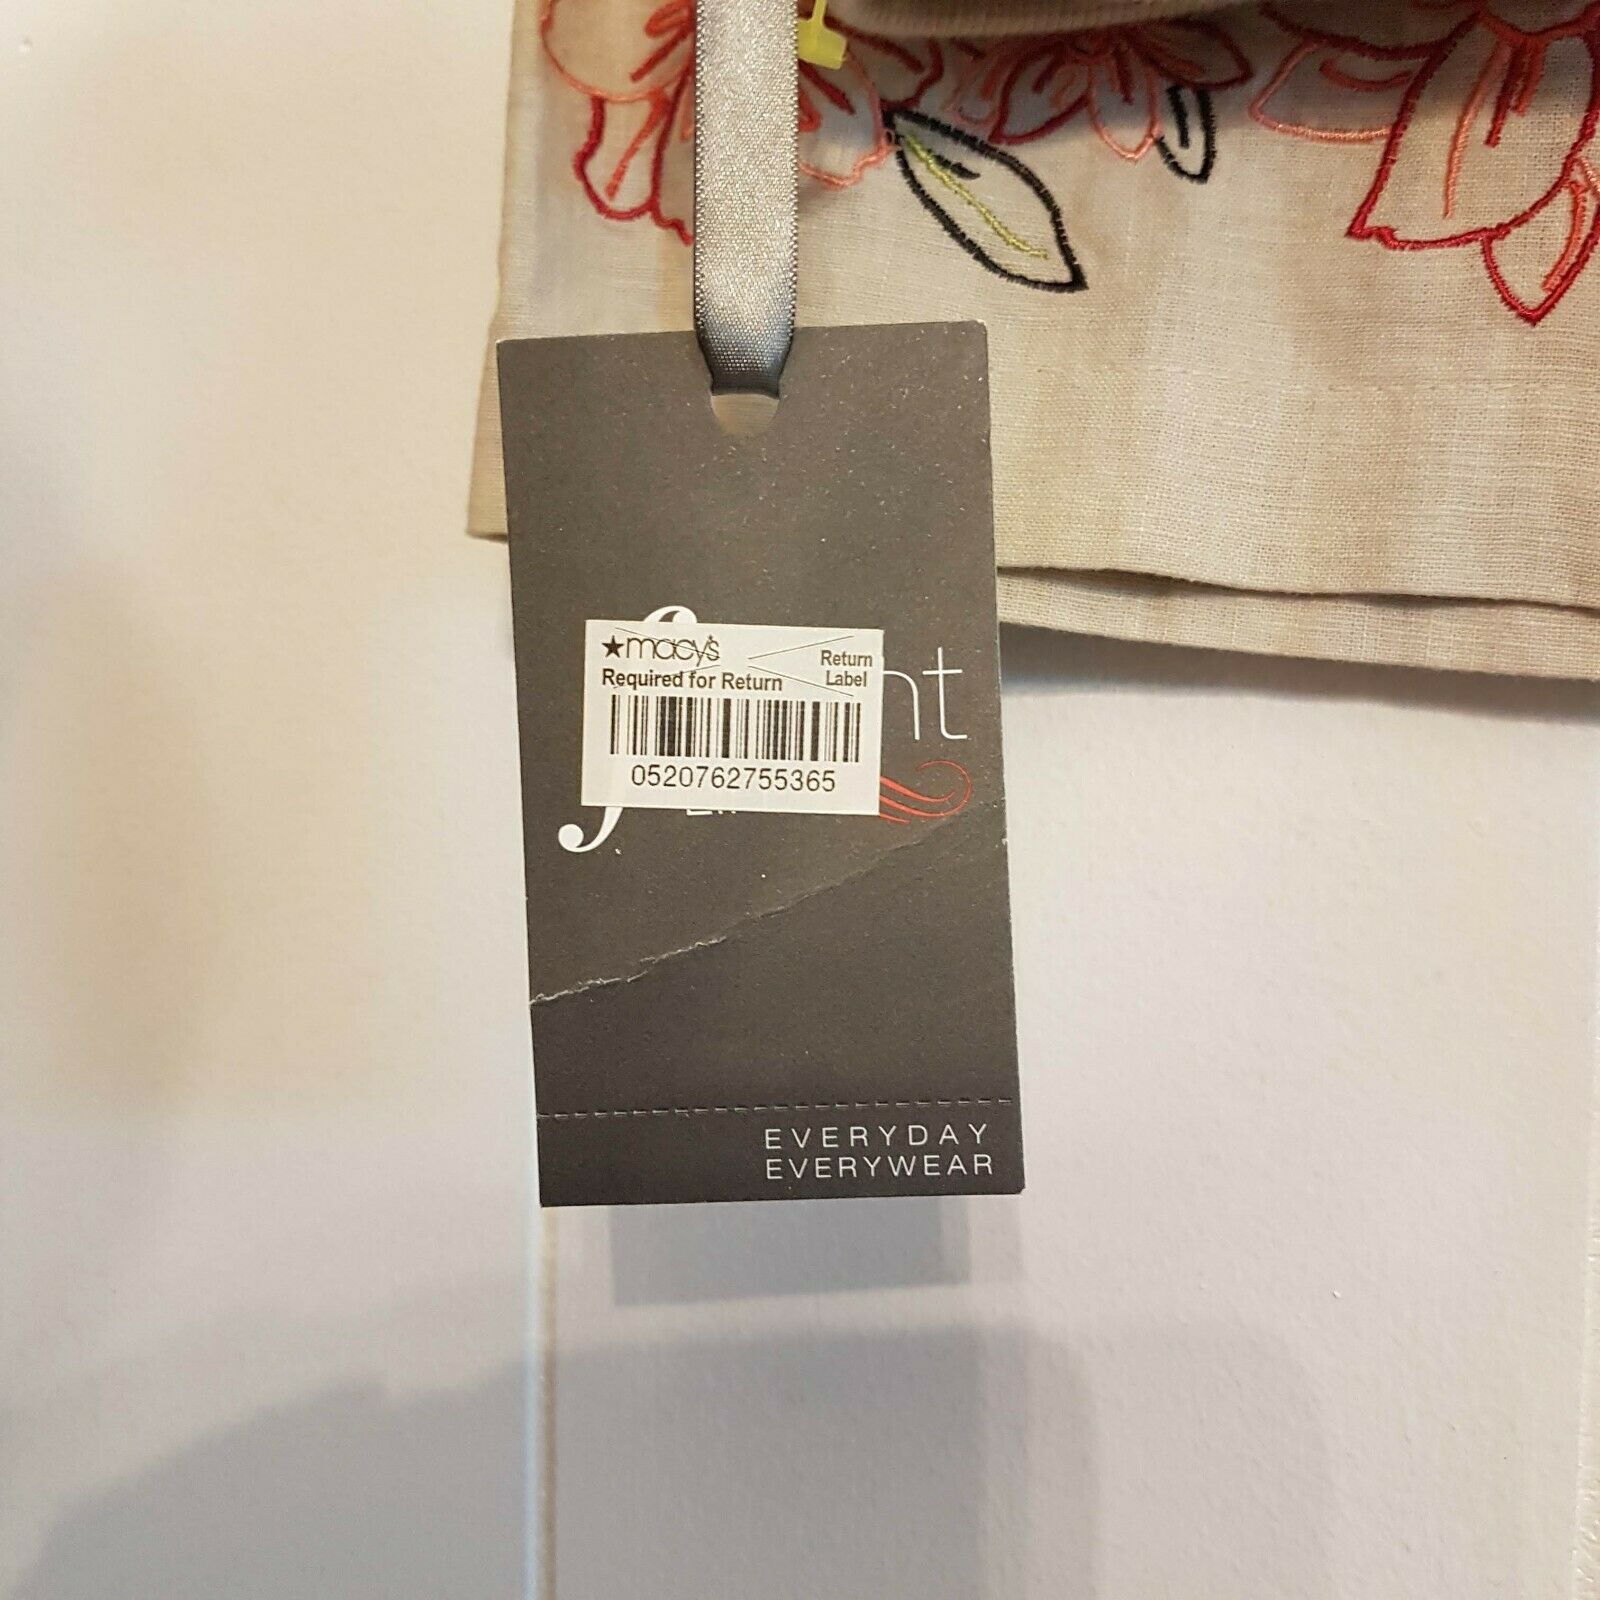 ★macy's
Return
Label
Required for Return
0520762755365
EVERYDAY
EVERYWEAR